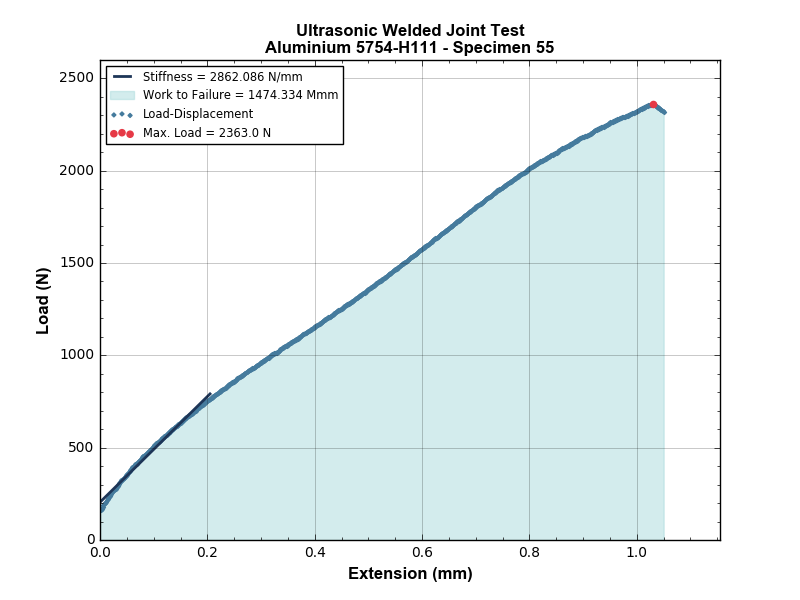 Ultrasonic Welded Joint Test
Aluminium 5754-H111 - Specimen 55
Stiffness = 2862.086 N/mm
Work to Failure = 1474.334 Mmm
Load-Displacement
Max. Load = 2363.0 N
2500
2000
1500
1000
500
0
Load (N)
0.0 0.2 0.4 0.6 0.8 1.0
Extension (mm)